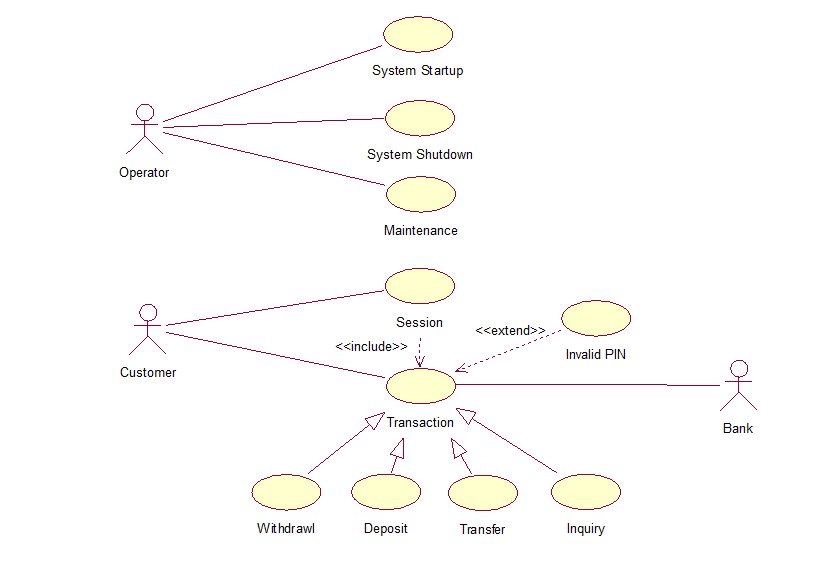 System Startup
System Shutdown
Operator
Maintenance
Session
<<extend>>
<<include>>
Invalid PIN
Customer
Transaction
Bank
Withdrawl
Deposit
Transfer
Inquiry